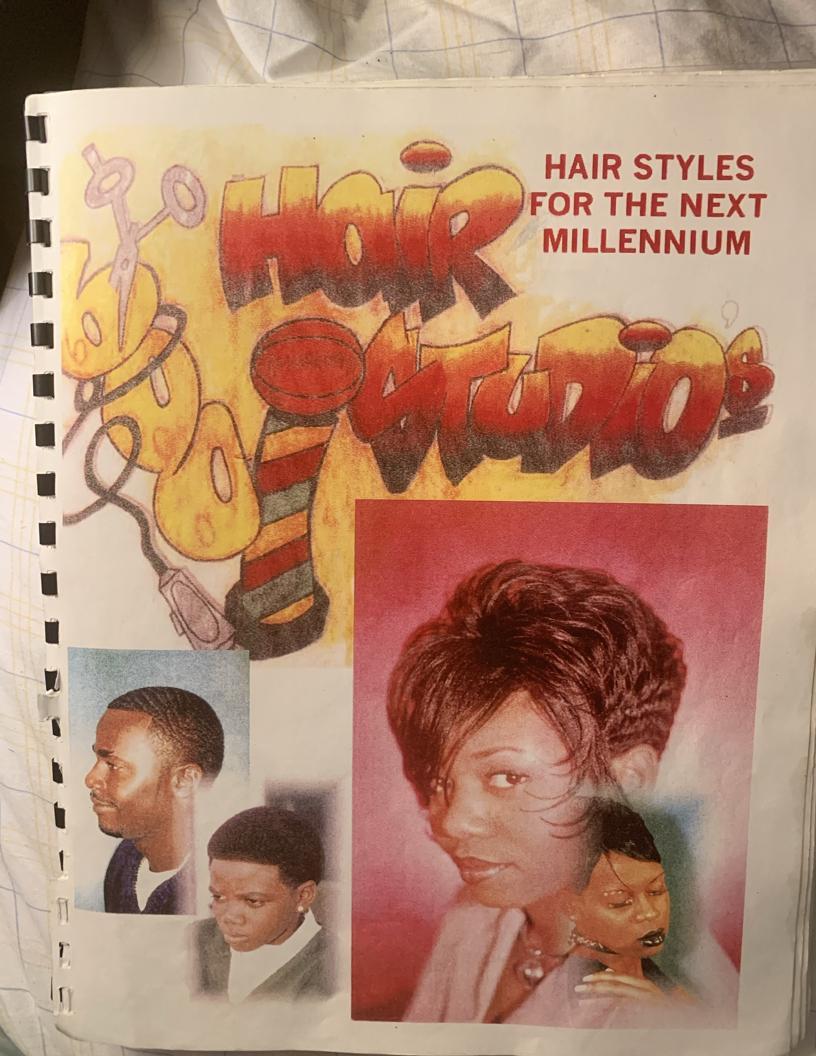 HaiR
STuDio's
HAIR STYLES
FOR THE NEXT
MILLENNIUM